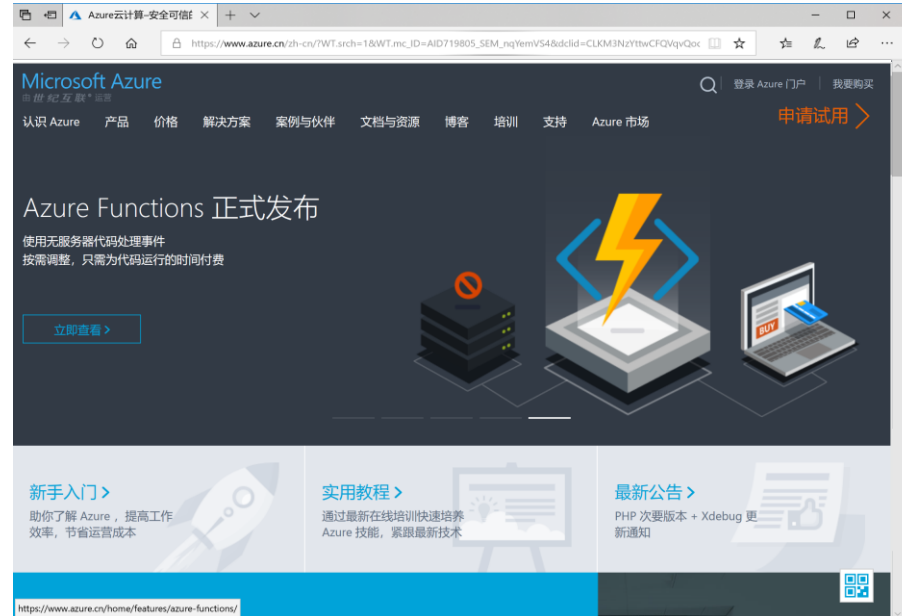 Azure云计算–安全可信
https://www.azure.cn/zh-cn/?WT.srch=1&WT.mc_ID=AID719805_SEM_nqYemVS4&dclid=CLKM3NzYttwCFQVqvQoc
Microsoft Azure
由世纪互联运营
登录 Azure 门户
我要购买
认识 Azure 产品 价格 解决方案 案例与伙伴 文档与资源 博客 培训 支持 Azure 市场
申请试用
Azure Functions 正式发布
使用无服务器代码处理事件
按需调整，只需为代码运行的时间付费
立即查看
BUY
新手入门
助你了解 Azure ，提高工作
效率，节省运营成本
实用教程
通过最新在线培训快速培养
Azure 技能，紧跟最新技术
最新公告
PHP 次要版本 + Xdebug 更
新通知
https://www.azure.cn/home/features/azure-functions/